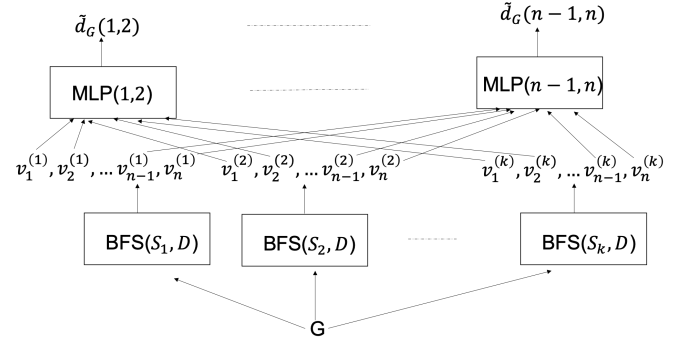 d̃_G(1,2) d̃_G(n − 1, n)
MLP(1,2) MLP(n − 1, n)
v_1^{(1)}, v_2^{(1)}, … v_{n-1}^{(1)}, v_n^{(1)} v_1^{(2)}, v_2^{(2)}, … v_{n-1}^{(2)}, v_n^{(2)} v_1^{(k)}, v_2^{(k)}, … v_{n-1}^{(k)}, v_n^{(k)}
BFS(S_1, D) BFS(S_2, D) BFS(S_k, D)
G